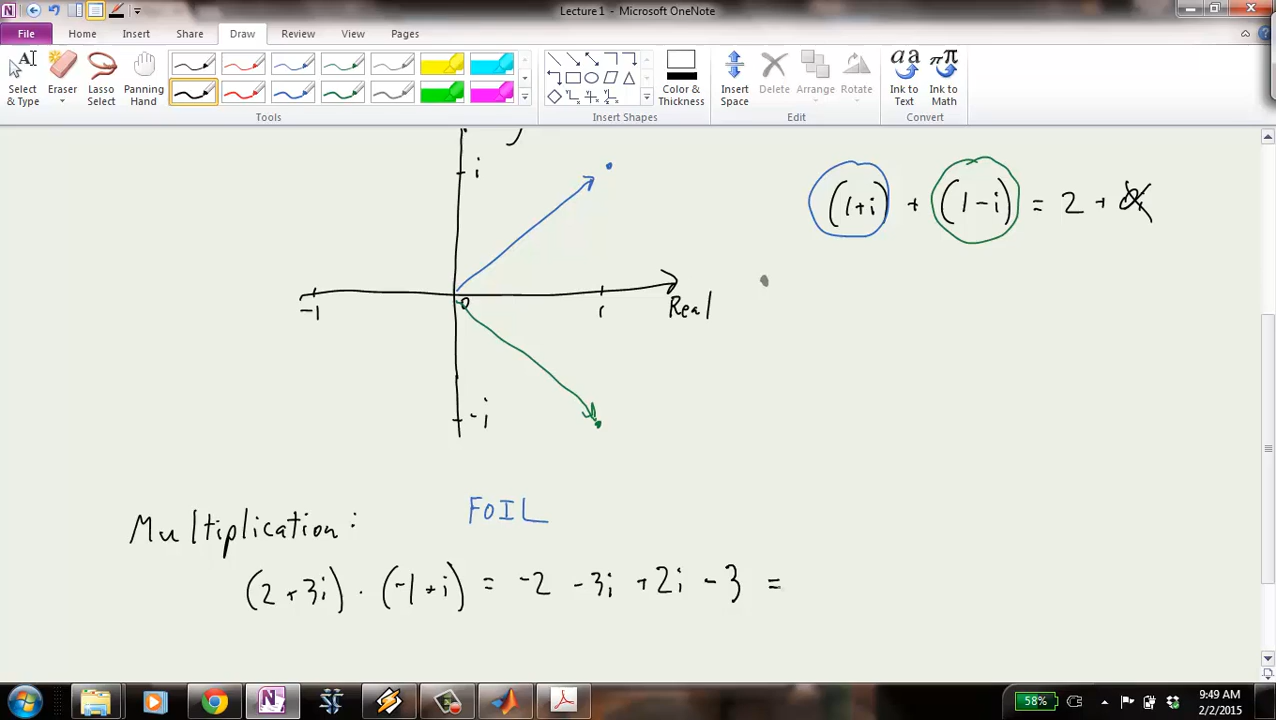 Lecture 1 - Microsoft OneNote
File Home Insert Share Draw Review View Pages
Select & Type
Eraser
Lasso Select
Panning Hand
Color & Thickness
Insert Space
Delete
Arrange
Rotate
Ink to Text
Ink to Math
Tools
Insert Shapes
Edit
Convert
i
(1+i) + (1-i) = 2 +
-1 0 1 Real
-i
FOIL
Multiplication:
(2+3i) · (-1+i) = -2 -3i +2i -3 =
58%
9:49 AM
2/2/2015